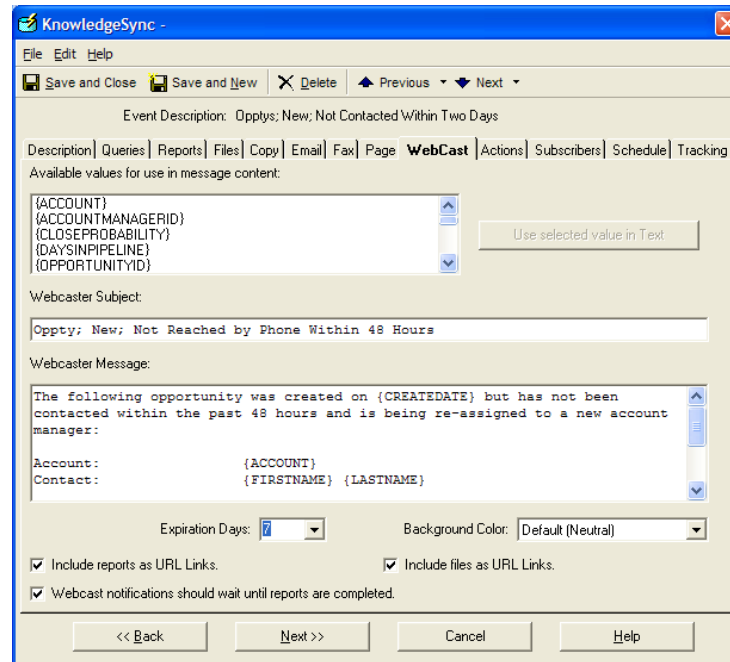 KnowledgeSync -
File Edit Help
Save and Close Save and New Delete Previous Next
Event Description: Opptys; New; Not Contacted Within Two Days
Description Queries Reports Files Copy Email Fax Page WebCast Actions Subscribers Schedule Tracking
Available values for use in message content:
{ACCOUNT}
{ACCOUNTMANAGERID}
{CLOSEPROBABILITY}
{DAYSINPIPELINE}
{OPPORTUNITYID}
Use selected value in Text
Webcaster Subject:
Oppty; New; Not Reached by Phone Within 48 Hours
Webcaster Message:
The following opportunity was created on {CREATEDATE} but has not been
contacted within the past 48 hours and is being re-assigned to a new account
manager:
Account: {ACCOUNT}
Contact: {FIRSTNAME} {LASTNAME}
Expiration Days: 7 Background Color: Default (Neutral)
Include reports as URL Links. Include files as URL Links.
Webcast notifications should wait until reports are completed.
<< Back Next >> Cancel Help